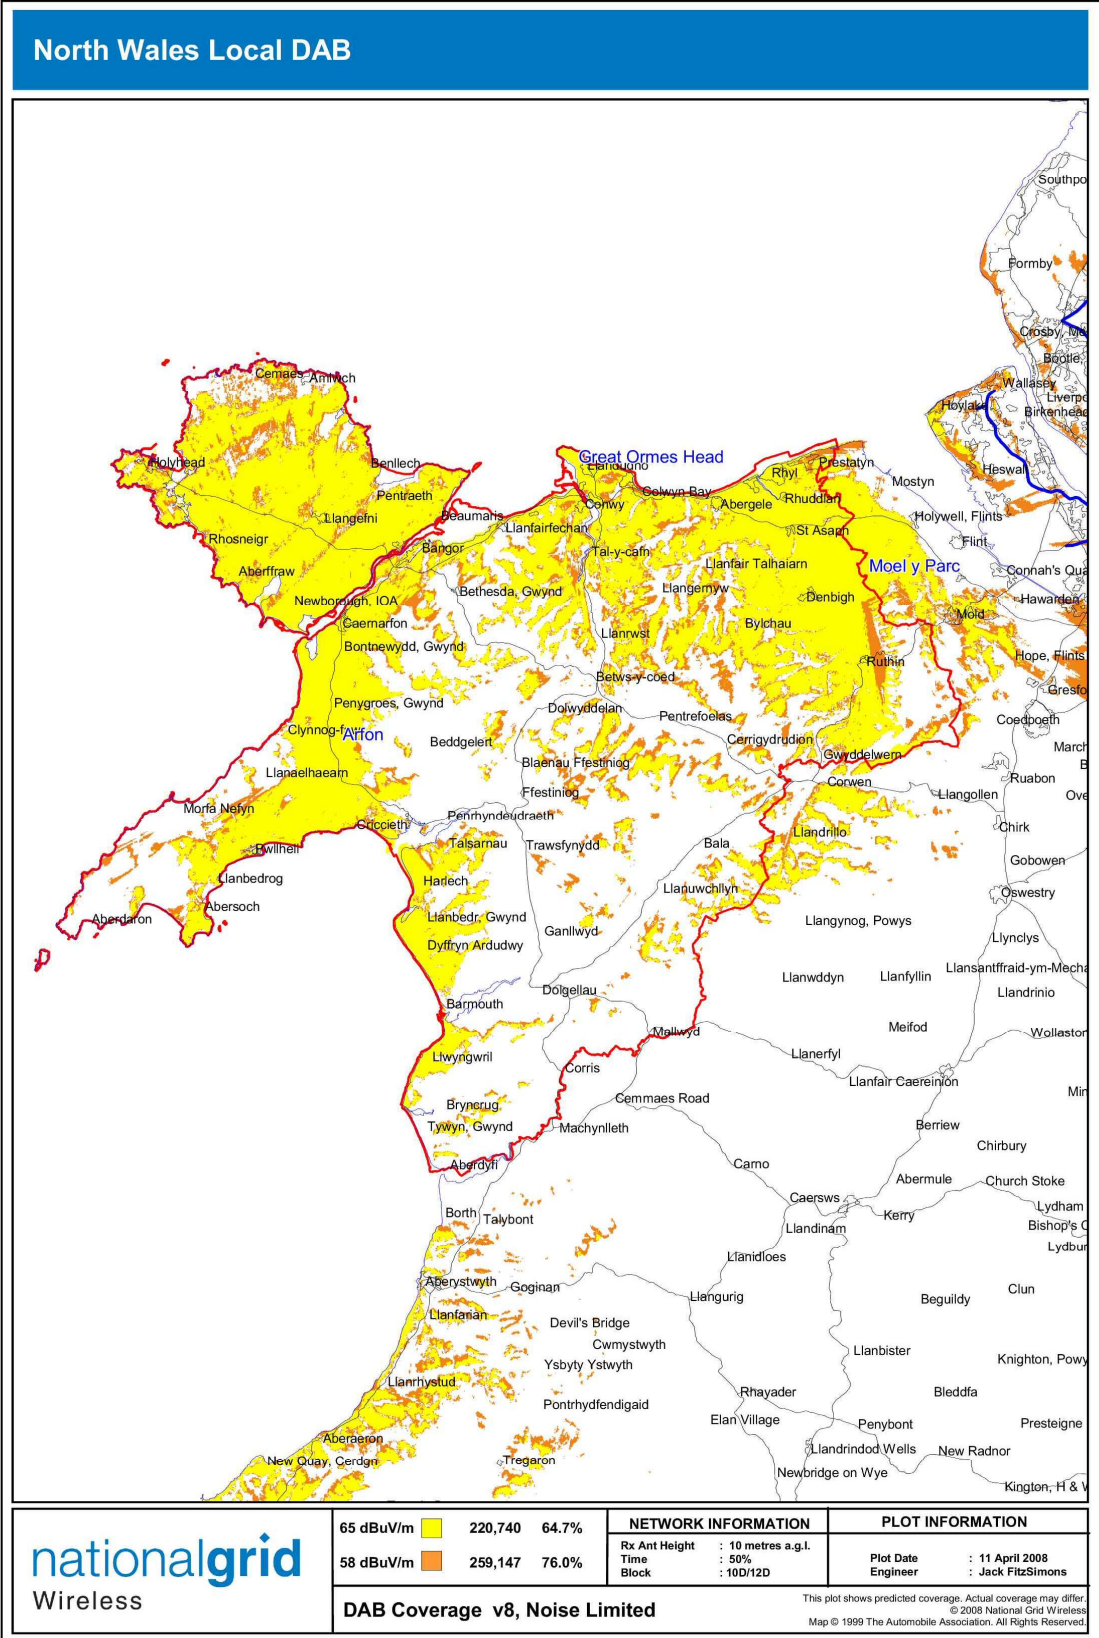 North Wales Local DAB
Southpo
Formby
Crosby, Me
Bootle,
Wallasey
Liverpo
Hoylake
Birkenhead
Heswall
Cemaes
Amlwch
Great Ormes Head
Llandudno
Prestatyn
Holyhead
Benllech
Rhyl
Mostyn
Colwyn Bay
Pentraeth
Conwy
Abergele
Rhuddlan
Llangefni
Beaumaris
Llanfairfechan
Holywell, Flints
St Asaph
Rhosneigr
Bangor
Tal-y-cafn
Flint
Llanfair Talhaiarn
Moel y Parc
Aberffraw
Connah's Qua
Bethesda, Gwynd
Llangernyw
Newborough, IOA
Denbigh
Hawarden
Mold
Caernarfon
Bylchau
Llanrwst
Bontnewydd, Gwynd
Ruthin
Hope, Flints
Betws-y-coed
Gresfo
Penygroes, Gwynd
Dolwyddelan
Pentrefoelas
Coedpoeth
Clynnog-fawr
Arfon
Beddgelert
Cerrigydrudion
March
Gwyddelwern
B
Blaenau Ffestiniog
Llanaelhaearn
Ruabon
Corwen
Ffestiniog
Llangollen
Ove
Morfa Nefyn
Penrhyndeudraeth
Criccieth
Chirk
Llandrillo
Talsarnau
Trawsfynydd
Bala
Pwllheli
Gobowen
Llanbedrog
Harlech
Llanuwchllyn
Oswestry
Abersoch
Aberdaron
Llanbedr, Gwynd
Llangynog, Powys
Ganllwyd
Llynclys
Dyffryn Ardudwy
Llanwddyn
Llanfyllin
Llansantffraid-ym-Mecha
Dolgellau
Llandrinio
Barmouth
Mallwyd
Meifod
Wollaston
Llwyngwril
Llanerfyl
Corris
Llanfair Caereinion
Min
Cemmaes Road
Bryncrug
Tywyn, Gwynd
Machynlleth
Berriew
Chirbury
Aberdyfi
Carno
Abermule
Church Stoke
Caersws
Lydham
Borth
Talybont
Kerry
Llandinam
Bishop's C
Lydbur
Llanidloes
Aberystwyth
Goginan
Clun
Llangurig
Beguildy
Llanfarian
Devil's Bridge
Cwmystwyth
Llanbister
Knighton, Powy
Ysbyty Ystwyth
Llanrhystud
Rhayader
Bleddfa
Pontrhydfendigaid
Elan Village
Penybont
Presteigne
Aberaeron
Llandrindod Wells
New Radnor
New Quay, Cerdgn
Tregaron
Newbridge on Wye
Kington, H & W
nationalgrid
Wireless
65 dBuV/m 220,740 64.7%
58 dBuV/m 259,147 76.0%
DAB Coverage v8, Noise Limited
NETWORK INFORMATION
Rx Ant Height : 10 metres a.g.l.
Time : 50%
Block : 10D/12D
PLOT INFORMATION
Plot Date : 11 April 2008
Engineer : Jack FitzSimons
This plot shows predicted coverage. Actual coverage may differ.
© 2008 National Grid Wireless
Map © 1999 The Automobile Association. All Rights Reserved.